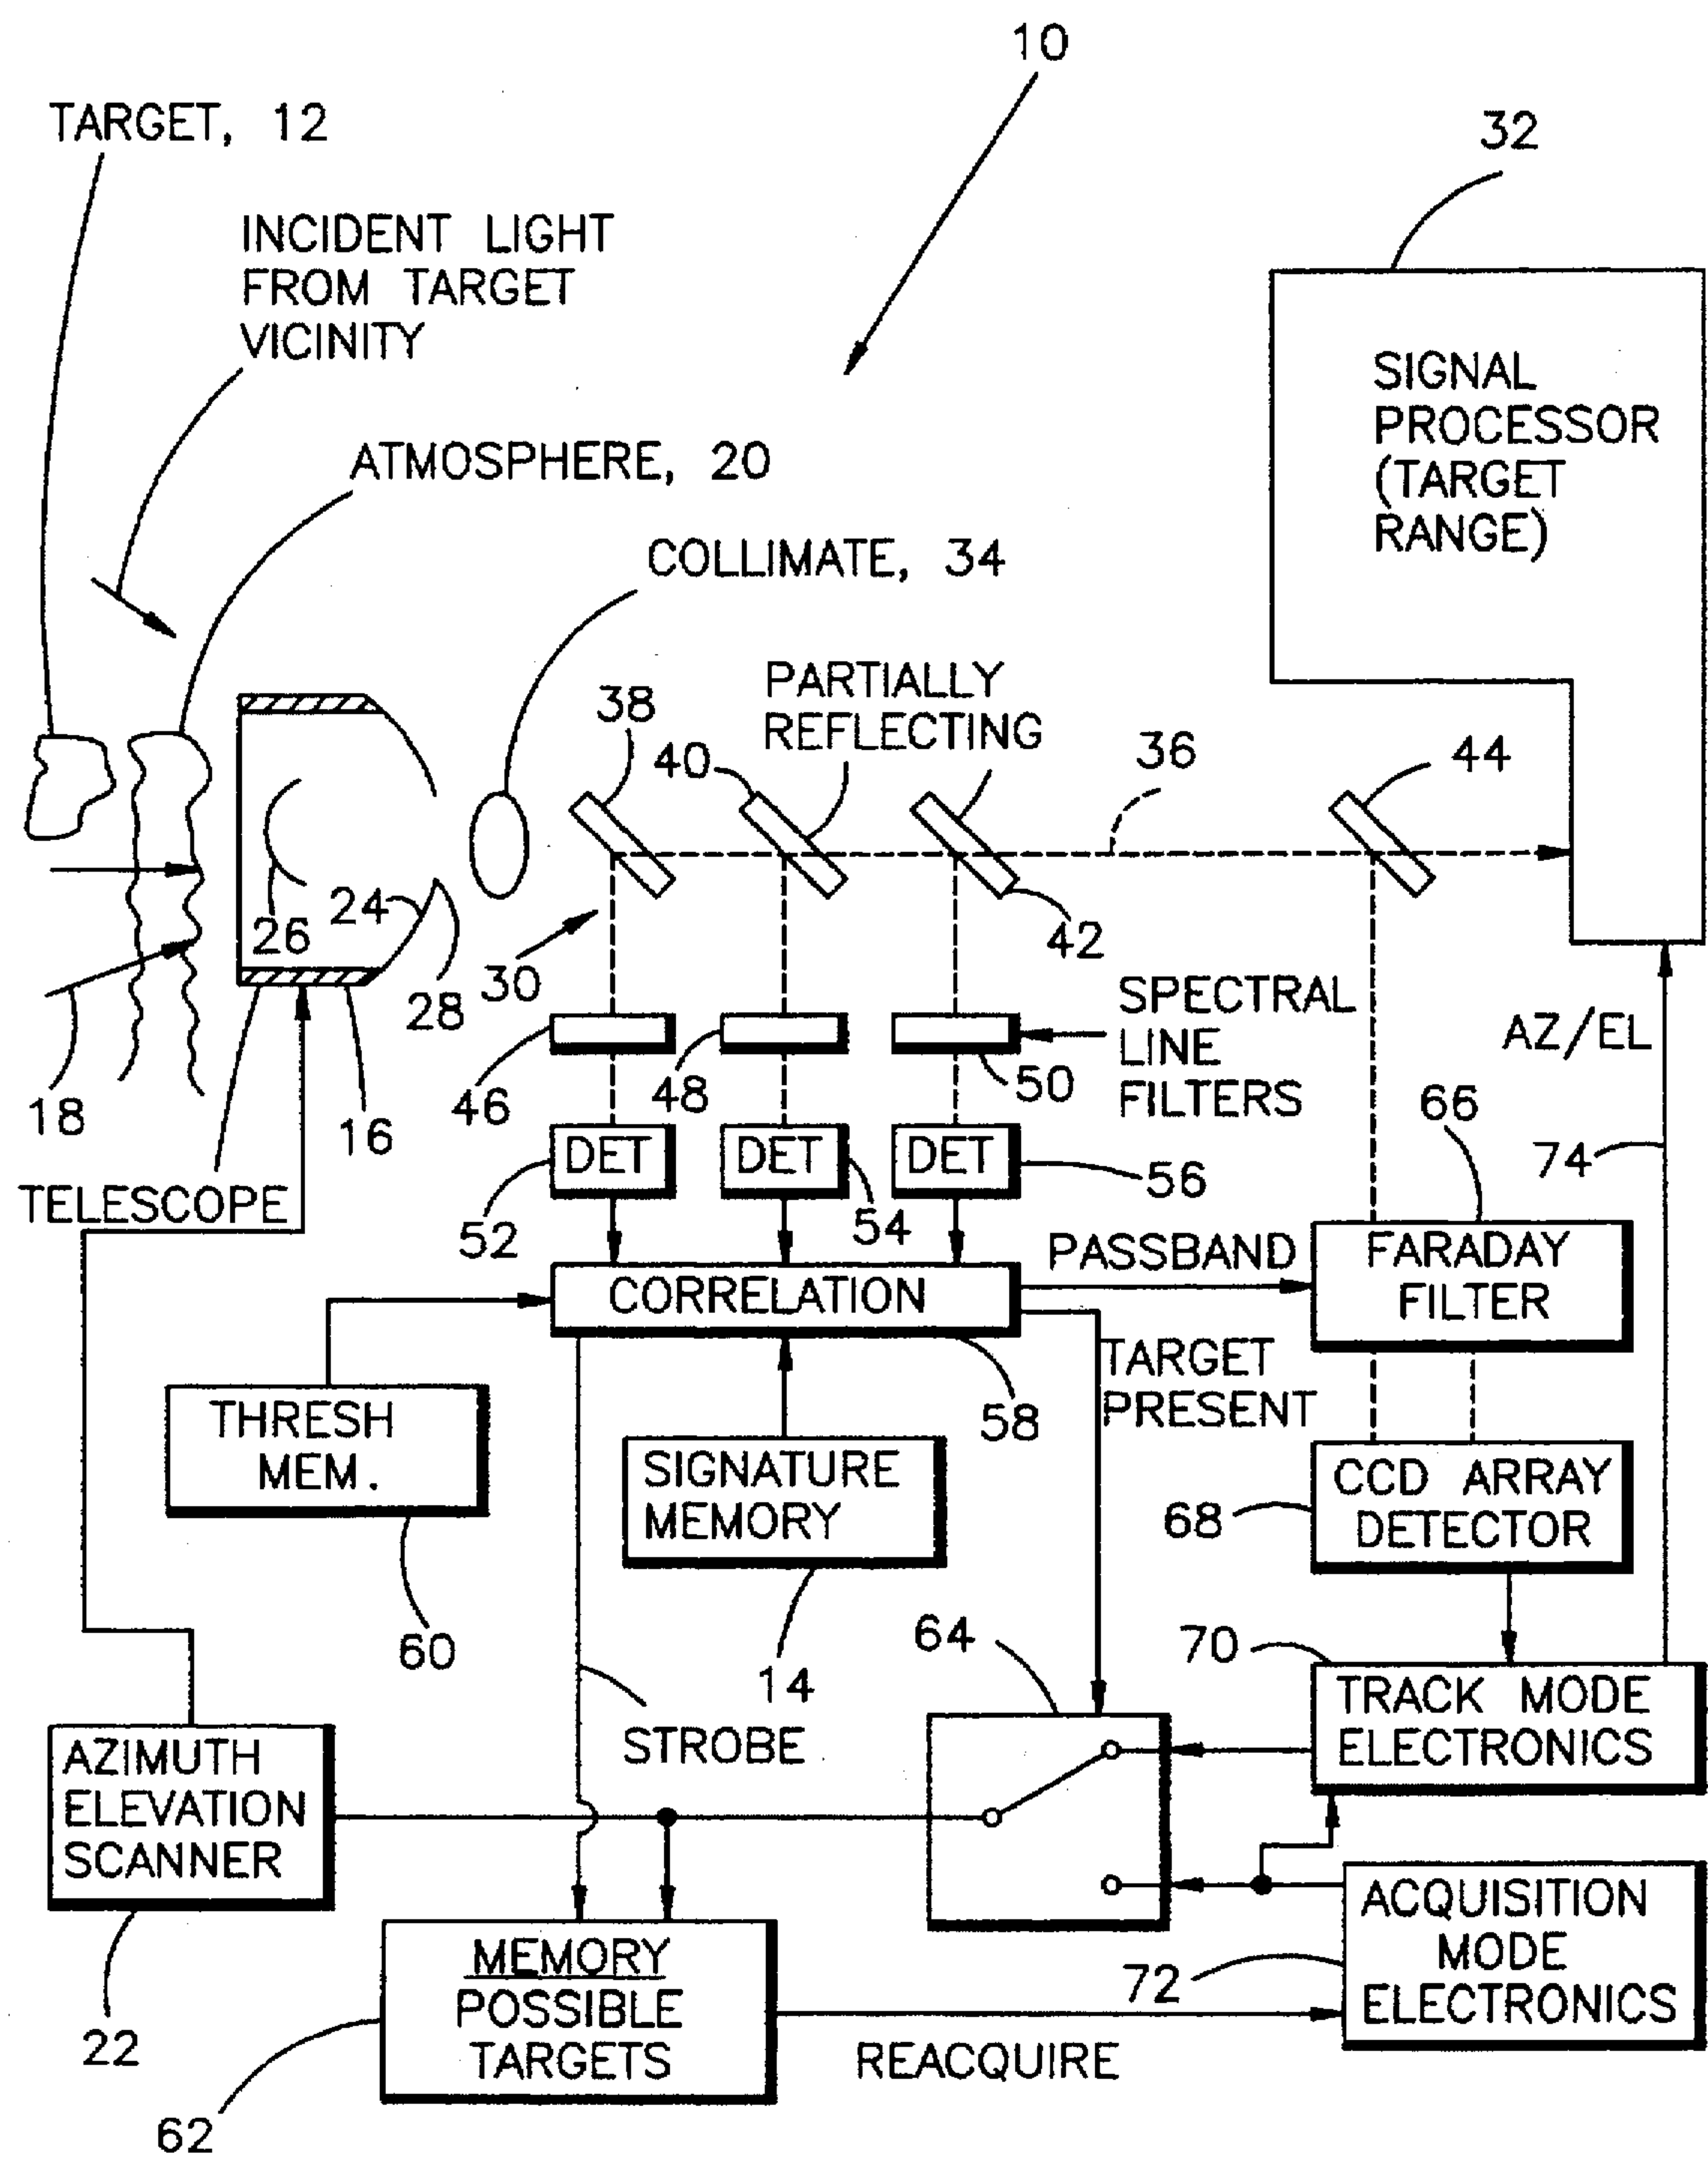 10
TARGET, 12
32
INCIDENT LIGHT
FROM TARGET
VICINITY
SIGNAL
PROCESSOR
(TARGET
RANGE)
ATMOSPHERE, 20
COLLIMATE, 34
PARTIALLY
REFLECTING
38
40
36
44
26
24
28
30
42
SPECTRAL
LINE
FILTERS
AZ/EL
18
16
46
48
50
66
74
TELESCOPE
DET
DET
DET
52
54
56
PASSBAND
FARADAY
FILTER
CORRELATION
TARGET
PRESENT
58
THRESH
MEM.
SIGNATURE
MEMORY
CCD ARRAY
DETECTOR
68
60
14
64
70
TRACK MODE
ELECTRONICS
STROBE
AZIMUTH
ELEVATION
SCANNER
22
MEMORY
POSSIBLE
TARGETS
62
REACQUIRE
72
ACQUISITION
MODE
ELECTRONICS